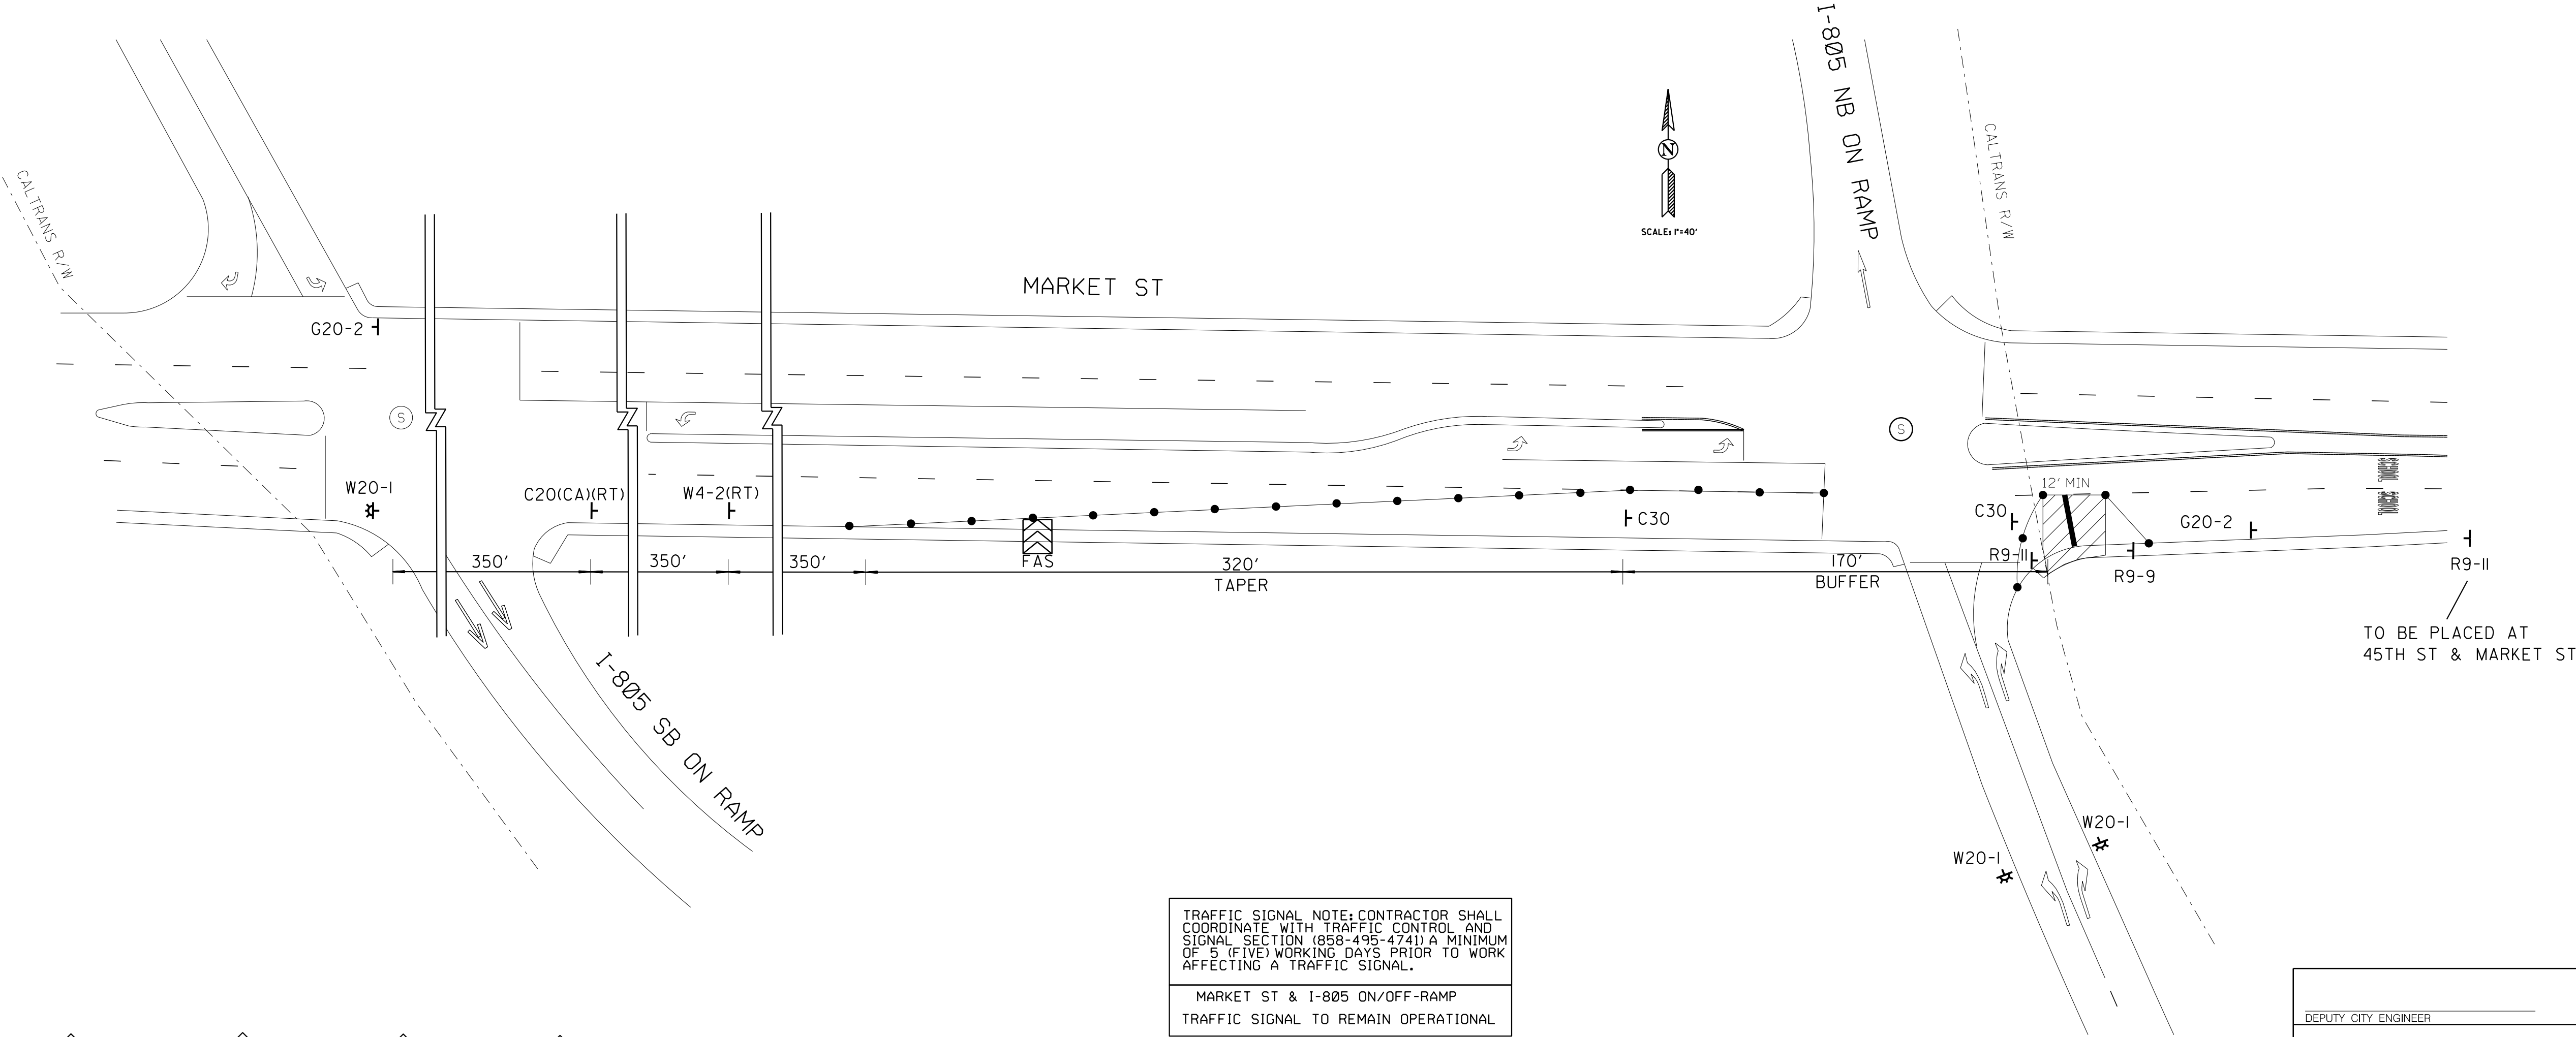 I-805 NB ON RAMP
CALTRANS R/W
CALTRANS R/W
N
SCALE: 1"=40'
MARKET ST
G20-2
S
S
W20-1
C20(CA)(RT)
W4-2(RT)
C30
12' MIN
C30
G20-2
SCHOOL
SCHOOL
R9-11
R9-9
R9-11
350'
350'
350'
FAS
320'
TAPER
170'
BUFFER
TO BE PLACED AT
45TH ST & MARKET ST
I-805 SB ON RAMP
W20-1
W20-1
TRAFFIC SIGNAL NOTE: CONTRACTOR SHALL
COORDINATE WITH TRAFFIC CONTROL AND
SIGNAL SECTION (858-495-4741) A MINIMUM
OF 5 (FIVE) WORKING DAYS PRIOR TO WORK
AFFECTING A TRAFFIC SIGNAL.
MARKET ST & I-805 ON/OFF-RAMP
TRAFFIC SIGNAL TO REMAIN OPERATIONAL
DEPUTY CITY ENGINEER